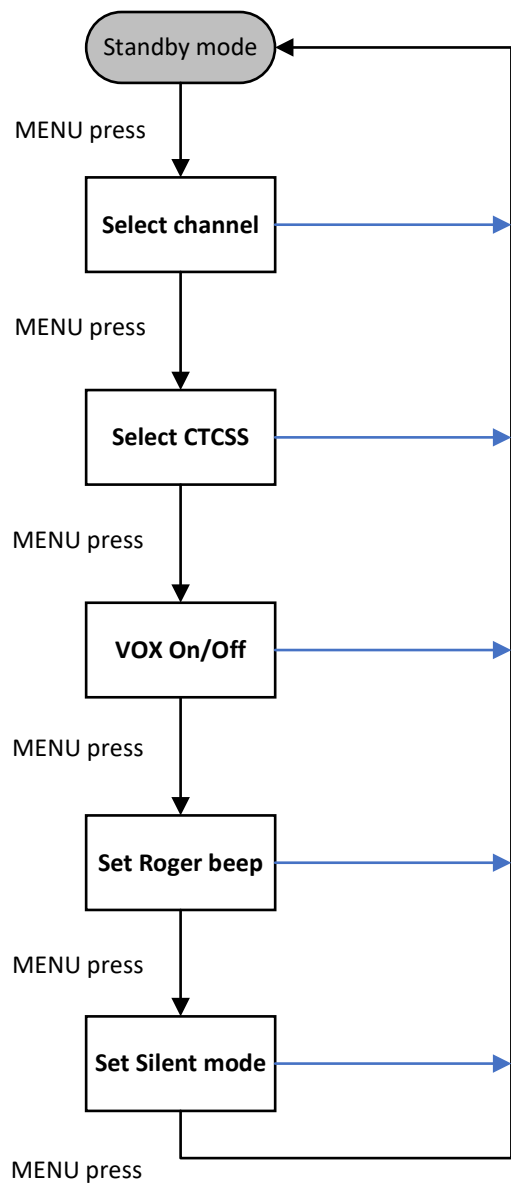 Standby mode
MENU press
Select channel
MENU press
Select CTCSS
MENU press
VOX On/Off
MENU press
Set Roger beep
MENU press
Set Silent mode
MENU press